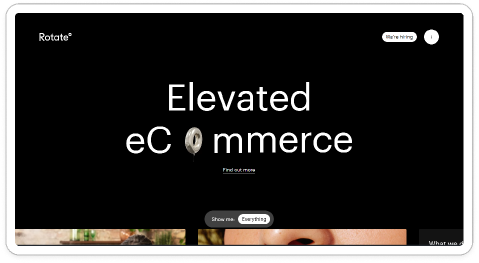 Rotate°
We're hiring
Elevated
eC mmerce
Find out more
Show me: Everything
What we d